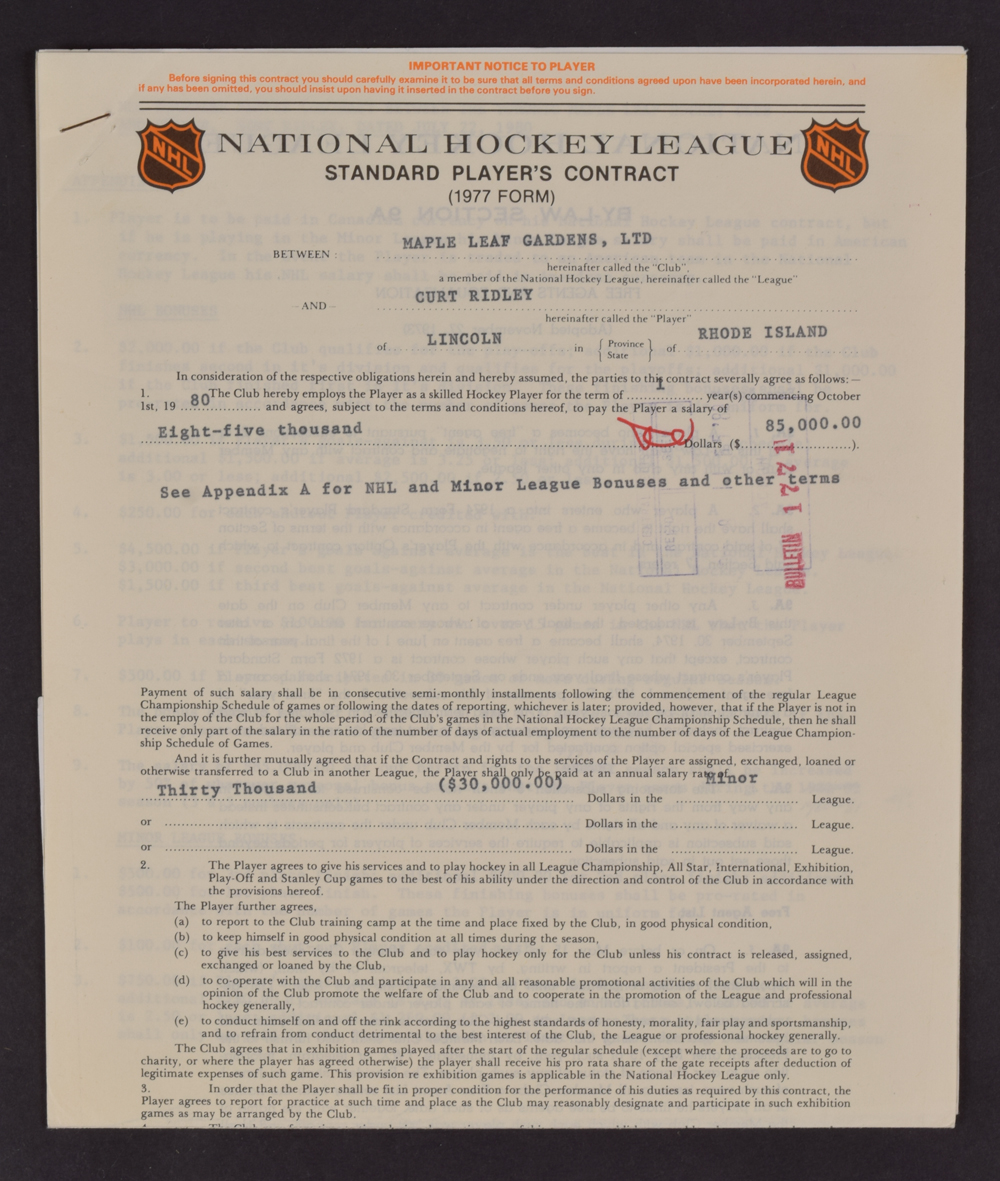 IMPORTANT NOTICE TO PLAYER
Before signing this contract you should carefully examine it to be sure that all terms and conditions agreed upon have been incorporated herein, and
if any has been omitted, you should insist upon having it inserted in the contract before you sign.
NHL NATIONAL HOCKEY LEAGUE NHL
STANDARD PLAYER'S CONTRACT
(1977 FORM)
BETWEEN MAPLE LEAF GARDENS, LTD
hereinafter called the "Club",
a member of the National Hockey League, hereinafter called the "League"
— AND — CURT RIDLEY
hereinafter called the "Player"
of LINCOLN in { Province State } of RHODE ISLAND
In consideration of the respective obligations herein and hereby assumed, the parties to this contract severally agree as follows:—
1. The Club hereby employs the Player as a skilled Hockey Player for the term of 1 year(s) commencing October
1st, 19 80 and agrees, subject to the terms and conditions hereof, to pay the Player a salary of
Eight-five thousand Dollars ($ 85,000.00 ).
See Appendix A for NHL and Minor League Bonuses and other terms
BULLETIN 1771
Payment of such salary shall be in consecutive semi-monthly installments following the commencement of the regular League
Championship Schedule of games or following the dates of reporting, whichever is later; provided, however, that if the Player is not in
the employ of the Club for the whole period of the Club's games in the National Hockey League Championship Schedule, then he shall
receive only part of the salary in the ratio of the number of days of actual employment to the number of days of the League Champion-
ship Schedule of Games.
And it is further mutually agreed that if the Contract and rights to the services of the Player are assigned, exchanged, loaned or
otherwise transferred to a Club in another League, the Player shall only be paid at an annual salary rate of
Thirty Thousand ($30,000.00) Dollars in the Minor League.
or Dollars in the League.
or Dollars in the League.
2. The Player agrees to give his services and to play hockey in all League Championship, All Star, International, Exhibition,
Play-Off and Stanley Cup games to the best of his ability under the direction and control of the Club in accordance with
the provisions hereof.
The Player further agrees,
(a) to report to the Club training camp at the time and place fixed by the Club, in good physical condition,
(b) to keep himself in good physical condition at all times during the season,
(c) to give his best services to the Club and to play hockey only for the Club unless his contract is released, assigned,
exchanged or loaned by the Club,
(d) to co-operate with the Club and participate in any and all reasonable promotional activities of the Club which will in the
opinion of the Club promote the welfare of the Club and to cooperate in the promotion of the League and professional
hockey generally,
(e) to conduct himself on and off the rink according to the highest standards of honesty, morality, fair play and sportsmanship,
and to refrain from conduct detrimental to the best interest of the Club, the League or professional hockey generally.
The Club agrees that in exhibition games played after the start of the regular schedule (except where the proceeds are to go to
charity, or where the player has agreed otherwise) the player shall receive his pro rata share of the gate receipts after deduction of
legitimate expenses of such game. This provision re exhibition games is applicable in the National Hockey League only.
3. In order that the Player shall be fit in proper condition for the performance of his duties as required by this contract, the
Player agrees to report for practice at such time and place as the Club may reasonably designate and participate in such exhibition
games as may be arranged by the Club.